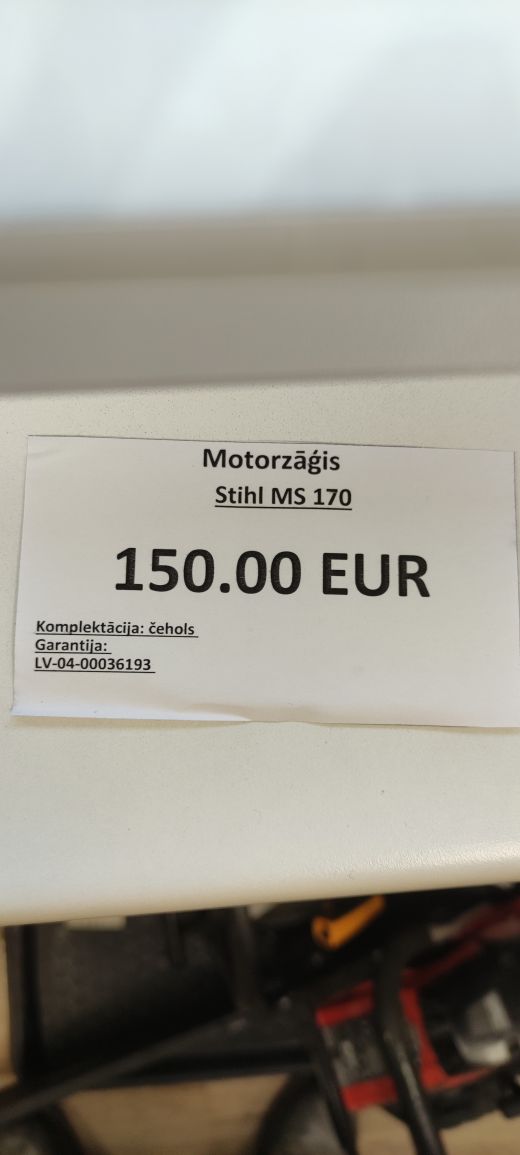 Motorzāģis
Stihl MS 170
150.00 EUR
Komplektācija: čehols
Garantija:
LV-04-00036193